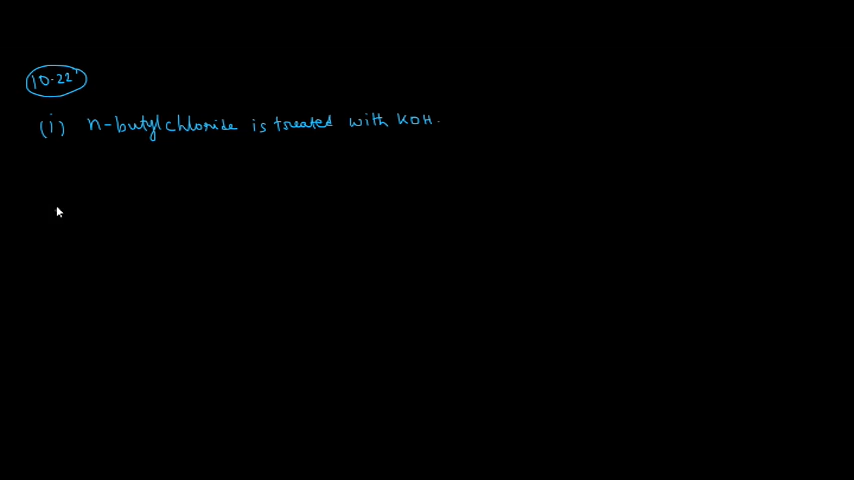 10.22
(i) n-butylchloride is treated with KOH.